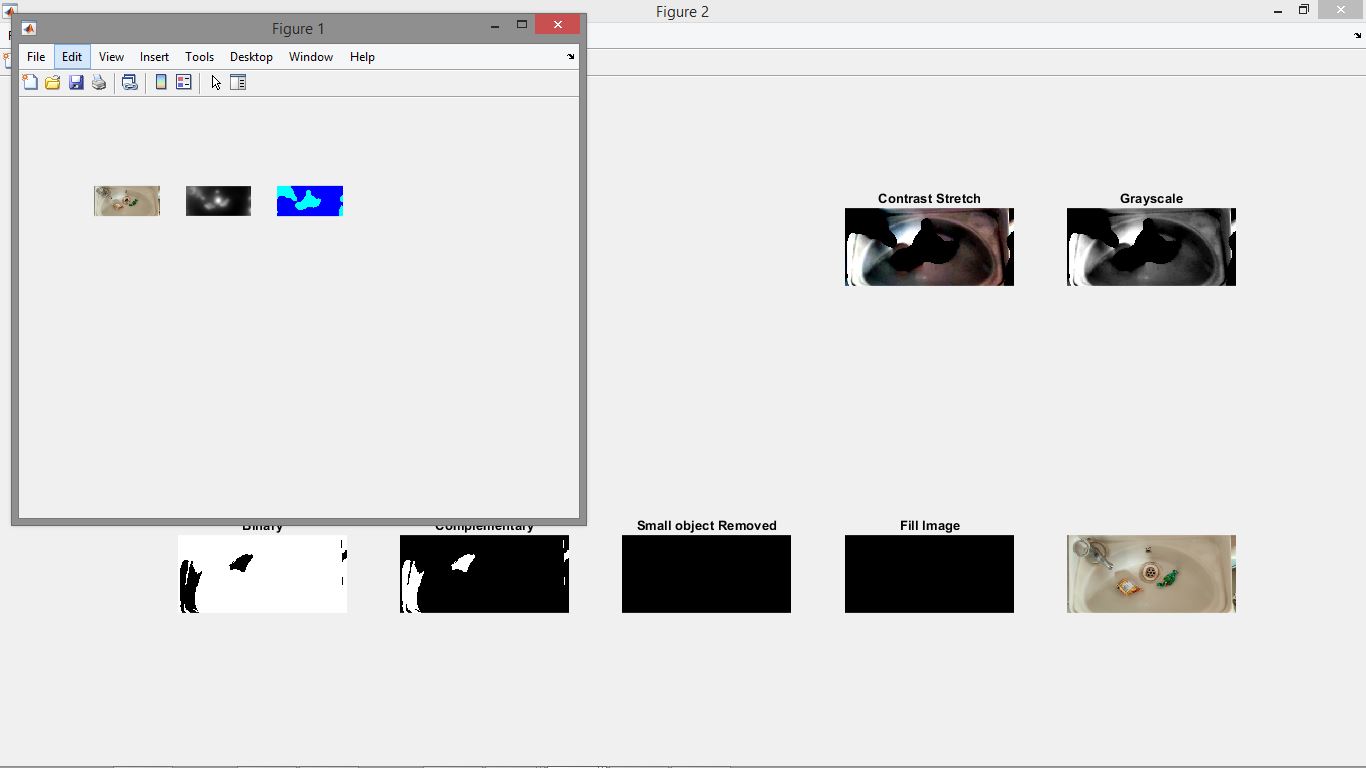 Figure 2
Figure 1
File Edit View Insert Tools Desktop Window Help
Contrast Stretch Grayscale
Binary Complementary Small object Removed Fill Image